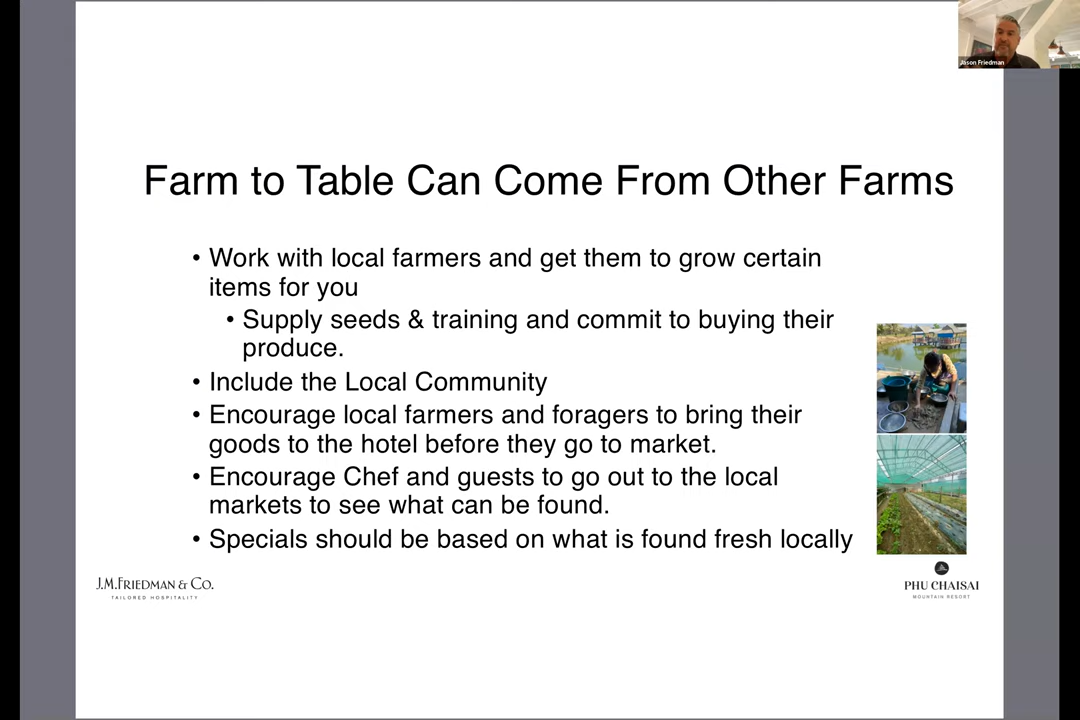 Jason Friedman
Farm to Table Can Come From Other Farms
• Work with local farmers and get them to grow certain
items for you
• Supply seeds & training and commit to buying their
produce.
• Include the Local Community
• Encourage local farmers and foragers to bring their
goods to the hotel before they go to market.
• Encourage Chef and guests to go out to the local
markets to see what can be found.
• Specials should be based on what is found fresh locally
J.M.FRIEDMAN & CO.
TAILORED HOSPITALITY
PHU CHAISAI
MOUNTAIN RESORT